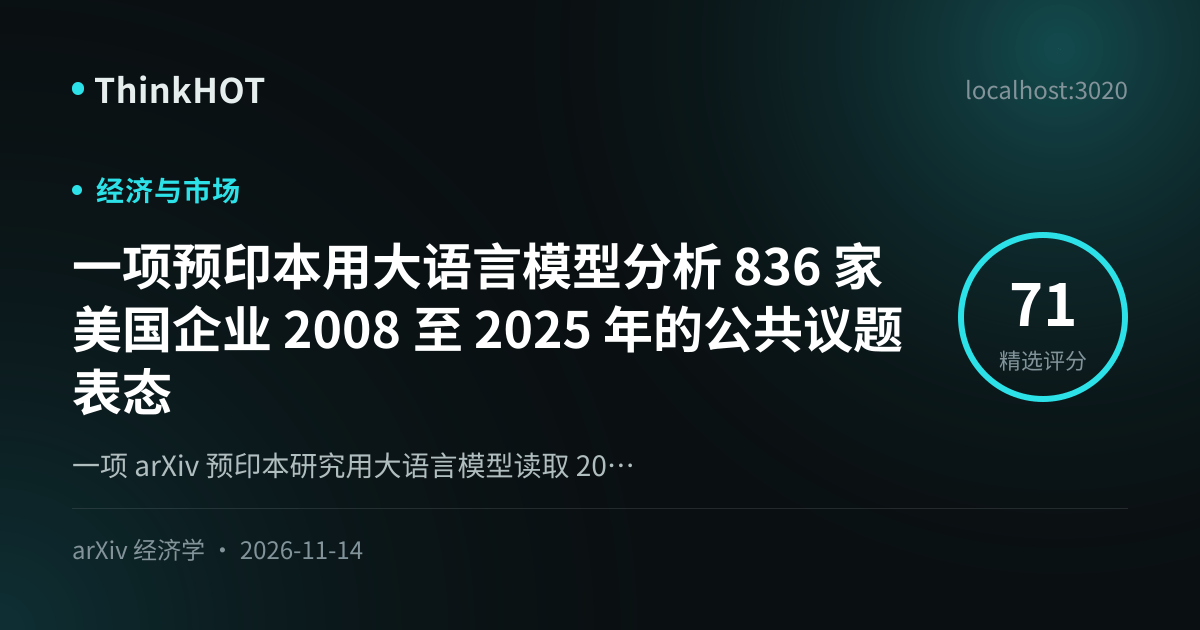 ThinkHOT
localhost:3020
经济与市场
一项预印本用大语言模型分析 836 家
美国企业 2008 至 2025 年的公共议题
表态
71
精选评分
一项 arXiv 预印本研究用大语言模型读取 20…
arXiv 经济学 · 2026-11-14